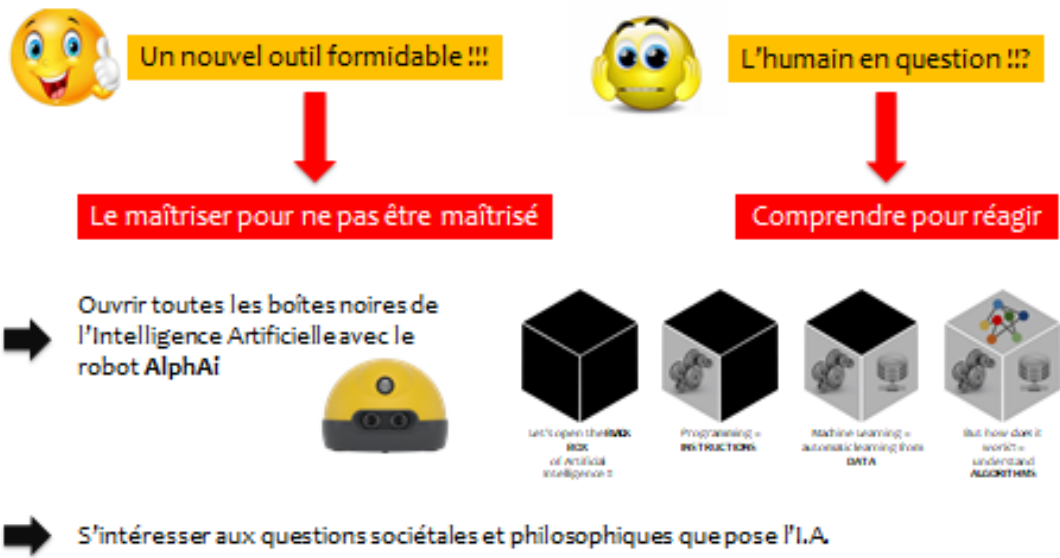 Un nouvel outil formidable !!!
L'humain en question !!?
Le maîtriser pour ne pas être maîtrisé
Comprendre pour réagir
Ouvrir toutes les boîtes noires de
l'Intelligence Artificielle avec le
robot AlphAi
Let's open the BLACK
BOX
of Artificial
Intelligence
Programming =
INSTRUCTIONS
Machine Learning =
automatic learning from
DATA
But how does it
work? =
understand
ALGORITHMS
S'intéresser aux questions sociétales et philosophiques que pose l'I.A.